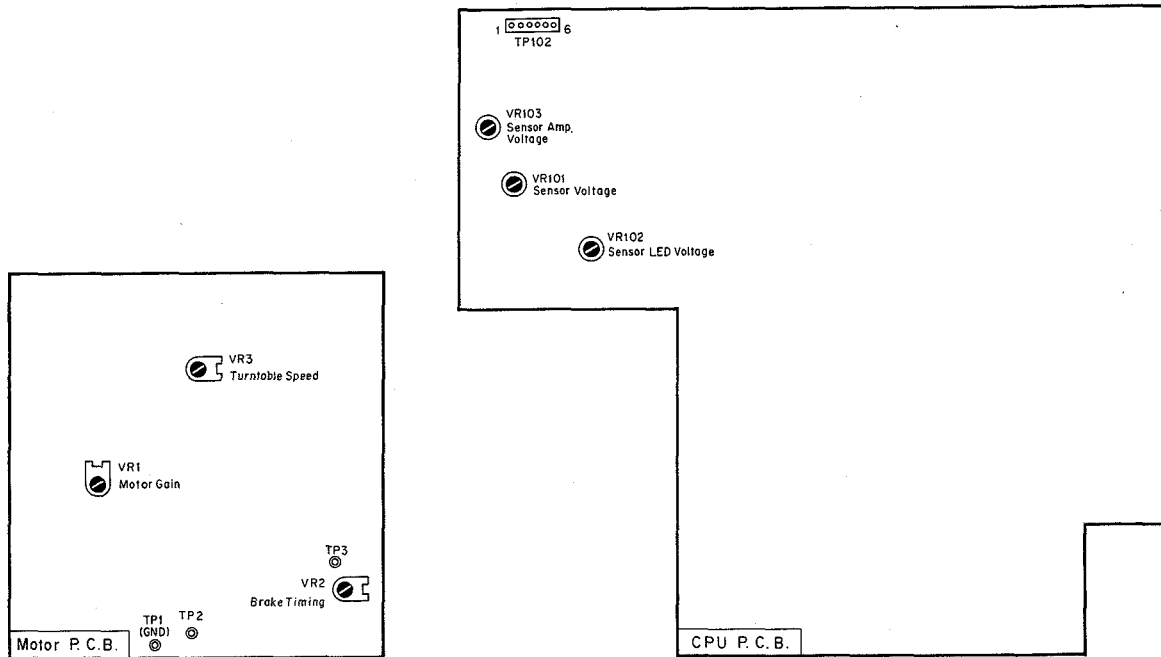 1 6
TP102
VR103
Sensor Amp.
Voltage
VR101
Sensor Voltage
VR102
Sensor LED Voltage
VR3
Turntable Speed
VR1
Motor Gain
TP3
VR2
Brake Timing
TP1
(GND)
TP2
Motor P.C.B.
CPU P.C.B.